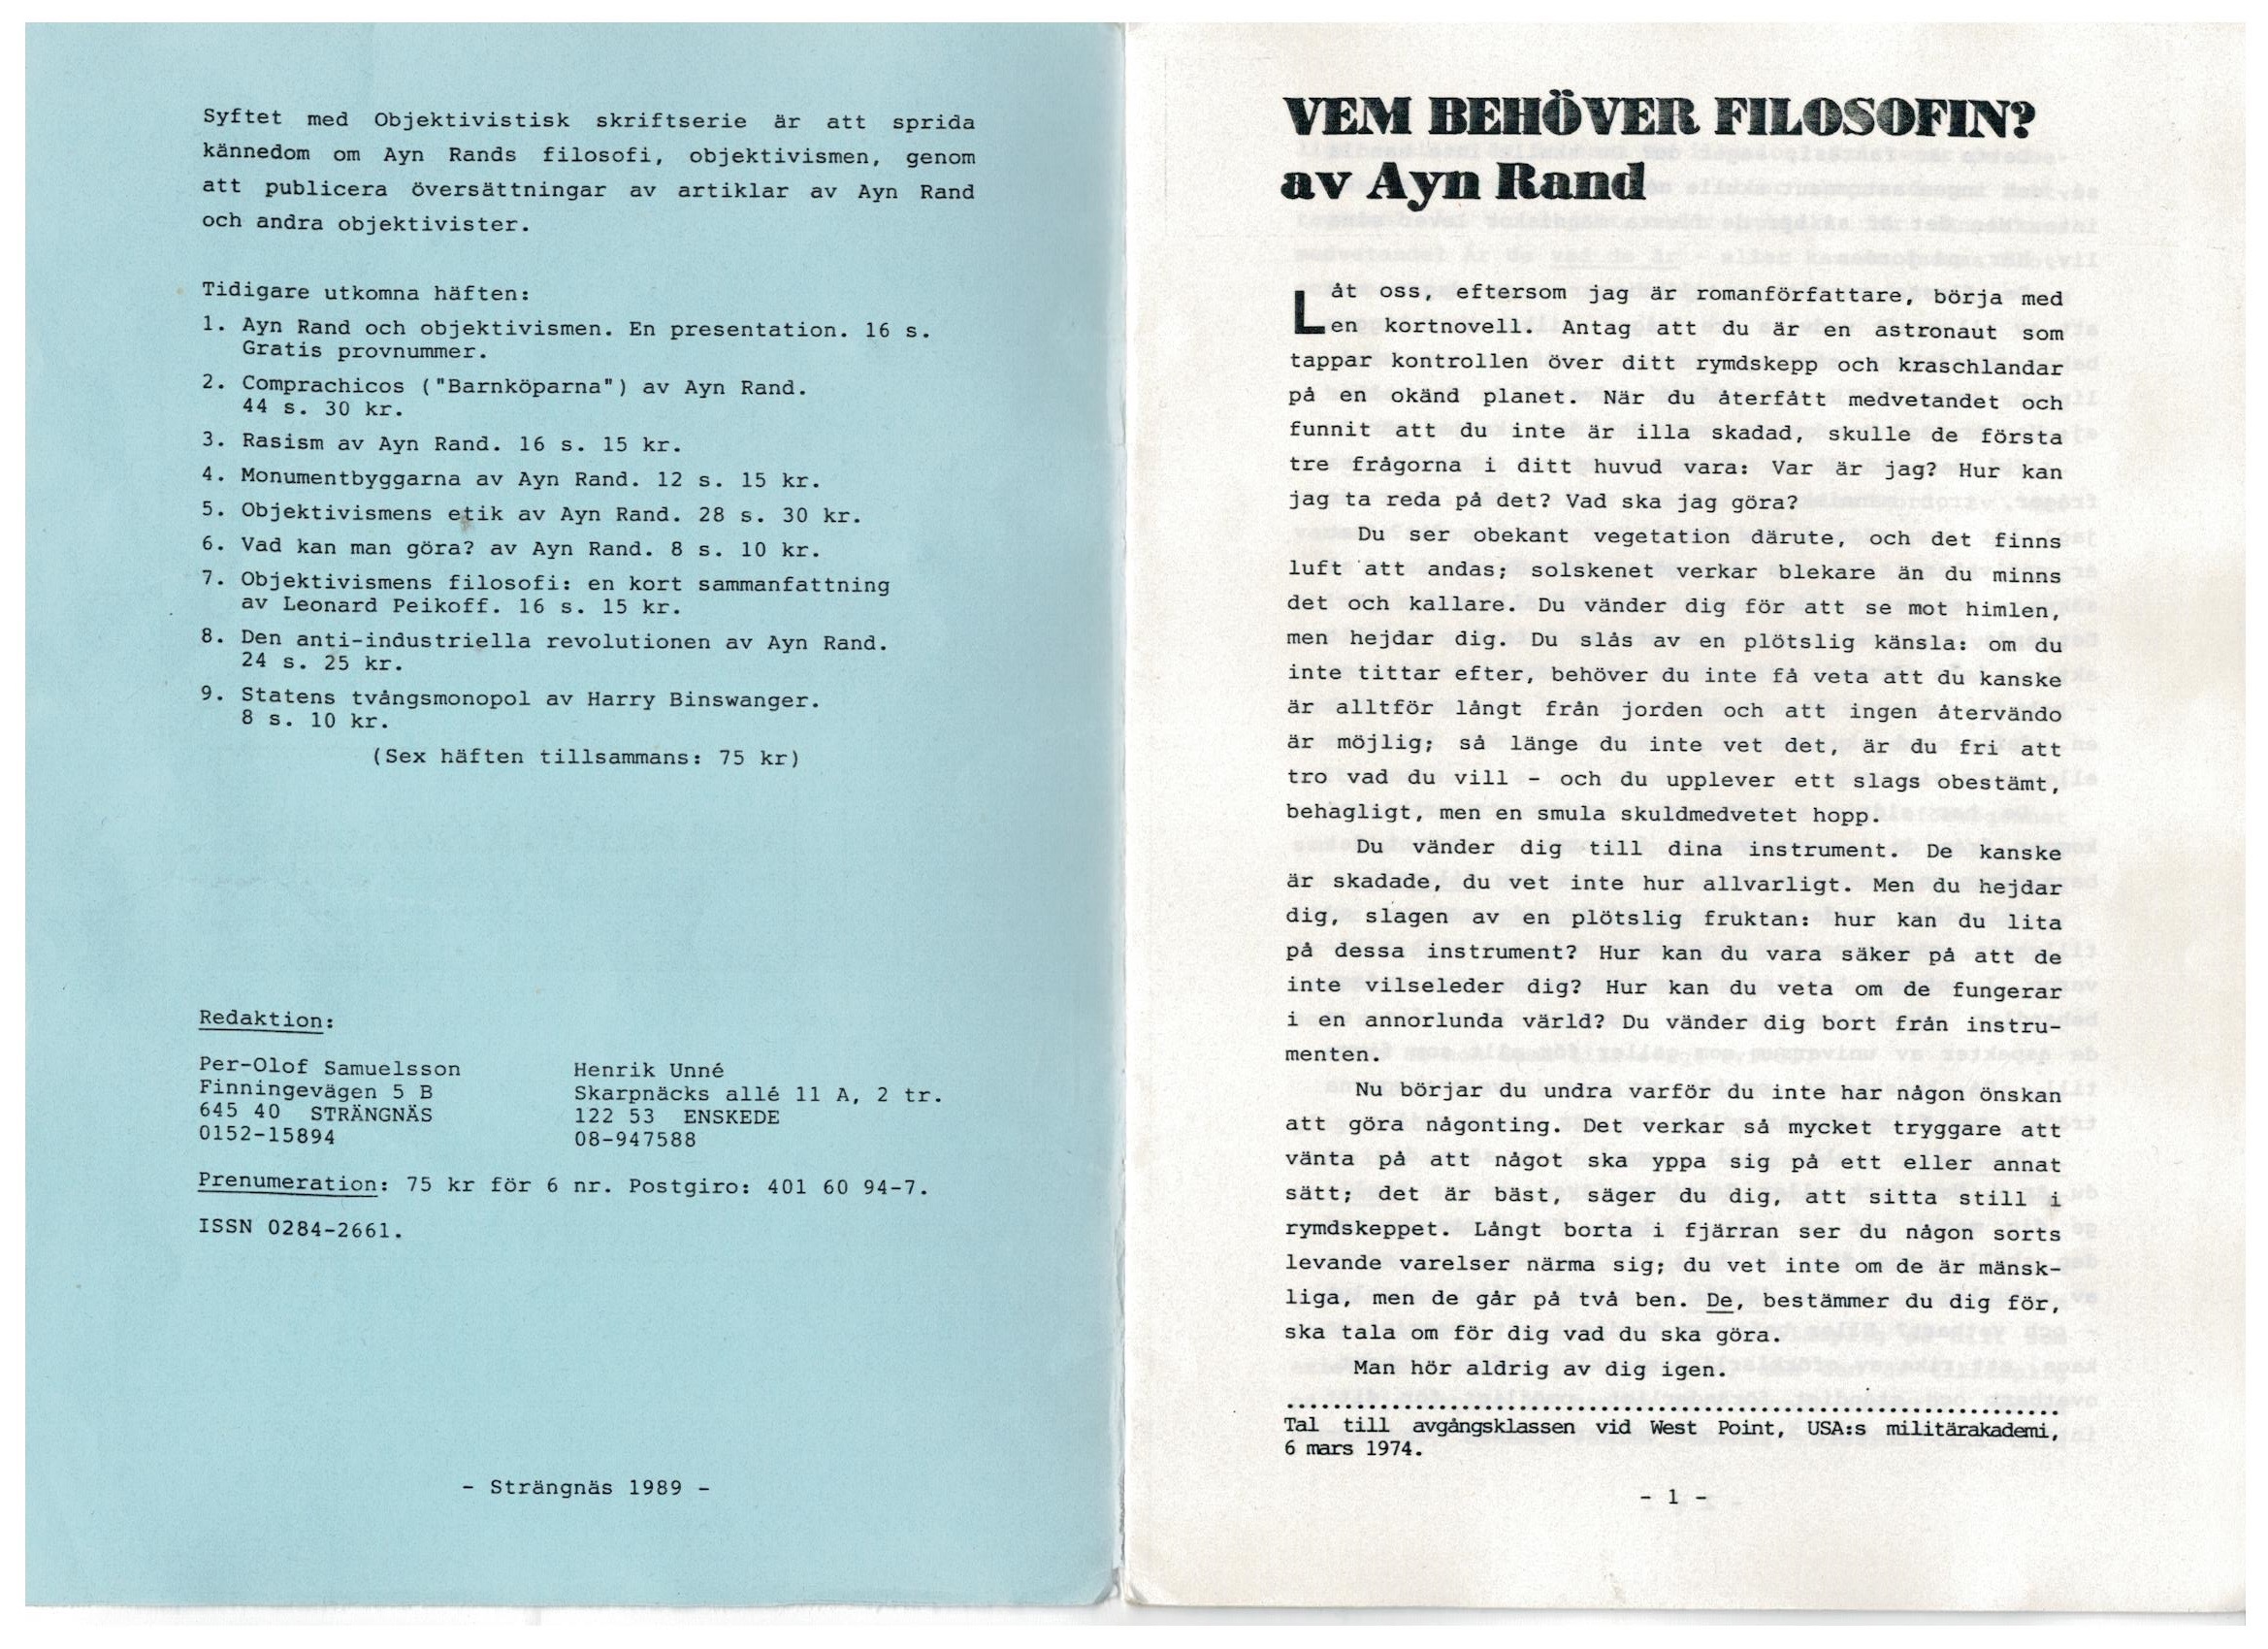 Syftet med Objektivistisk skriftserie är att sprida
kännedom om Ayn Rands filosofi, objektivismen, genom
att publicera översättningar av artiklar av Ayn Rand
och andra objektivister.
Tidigare utkomna häften:
1. Ayn Rand och objektivismen. En presentation. 16 s.
Gratis provnummer.
2. Comprachicos ("Barnköparna") av Ayn Rand.
44 s. 30 kr.
3. Rasism av Ayn Rand. 16 s. 15 kr.
4. Monumentbyggarna av Ayn Rand. 12 s. 15 kr.
5. Objektivismens etik av Ayn Rand. 28 s. 30 kr.
6. Vad kan man göra? av Ayn Rand. 8 s. 10 kr.
7. Objektivismens filosofi: en kort sammanfattning
av Leonard Peikoff. 16 s. 15 kr.
8. Den anti-industriella revolutionen av Ayn Rand.
24 s. 25 kr.
9. Statens tvångsmonopol av Harry Binswanger.
8 s. 10 kr.
(Sex häften tillsammans: 75 kr)
Redaktion:
Per-Olof Samuelsson
Finningevägen 5 B
645 40 STRÄNGNÄS
0152-15894
Henrik Unné
Skarpnäcks allé 11 A, 2 tr.
122 53 ENSKEDE
08-947588
Prenumeration: 75 kr för 6 nr. Postgiro: 401 60 94-7.
ISSN 0284-2661.
- Strängnäs 1989 -
VEM BEHÖVER FILOSOFIN?
av Ayn Rand
Låt oss, eftersom jag är romanförfattare, börja med
en kortnovell. Antag att du är en astronaut som
tappar kontrollen över ditt rymdskepp och kraschlandar
på en okänd planet. När du återfått medvetandet och
funnit att du inte är illa skadad, skulle de första
tre frågorna i ditt huvud vara: Var är jag? Hur kan
jag ta reda på det? Vad ska jag göra?
Du ser obekant vegetation därute, och det finns
luft att andas; solskenet verkar blekare än du minns
det och kallare. Du vänder dig för att se mot himlen,
men hejdar dig. Du slås av en plötslig känsla: om du
inte tittar efter, behöver du inte få veta att du kanske
är alltför långt från jorden och att ingen återvändo
är möjlig; så länge du inte vet det, är du fri att
tro vad du vill - och du upplever ett slags obestämt,
behagligt, men en smula skuldmedvetet hopp.
Du vänder dig till dina instrument. De kanske
är skadade, du vet inte hur allvarligt. Men du hejdar
dig, slagen av en plötslig fruktan: hur kan du lita
på dessa instrument? Hur kan du vara säker på att de
inte vilseleder dig? Hur kan du veta om de fungerar
i en annorlunda värld? Du vänder dig bort från instru-
menten.
Nu börjar du undra varför du inte har någon önskan
att göra någonting. Det verkar så mycket tryggare att
vänta på att något ska yppa sig på ett eller annat
sätt; det är bäst, säger du dig, att sitta still i
rymdskeppet. Långt borta i fjärran ser du någon sorts
levande varelser närma sig; du vet inte om de är mänsk-
liga, men de går på två ben. De, bestämmer du dig för,
ska tala om för dig vad du ska göra.
Man hör aldrig av dig igen.
Tal till avgångsklassen vid West Point, USA:s militärakademi,
6 mars 1974.
- 1 -